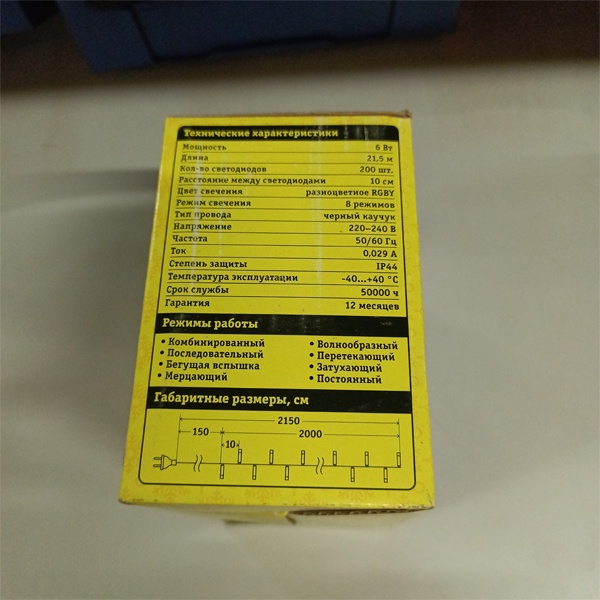 Технические характеристики
Мощность 6 Вт
Длина 21,5 м
Кол-во светодиодов 200 шт.
Расстояние между светодиодами 10 см
Цвет свечения разноцветное RGBY
Режим свечения 8 режимов
Тип провода черный каучук
Напряжение 220-240 В
Частота 50/60 Гц
Ток 0,029 А
Степень защиты IP44
Температура эксплуатации -40...+40 °С
Срок службы 50000 ч
Гарантия 12 месяцев
Режимы работы
• Комбинированный • Волнообразный
• Последовательный • Перетекающий
• Бегущая вспышка • Затухающий
• Мерцающий • Постоянный
Габаритные размеры, см
2150
150 2000
10